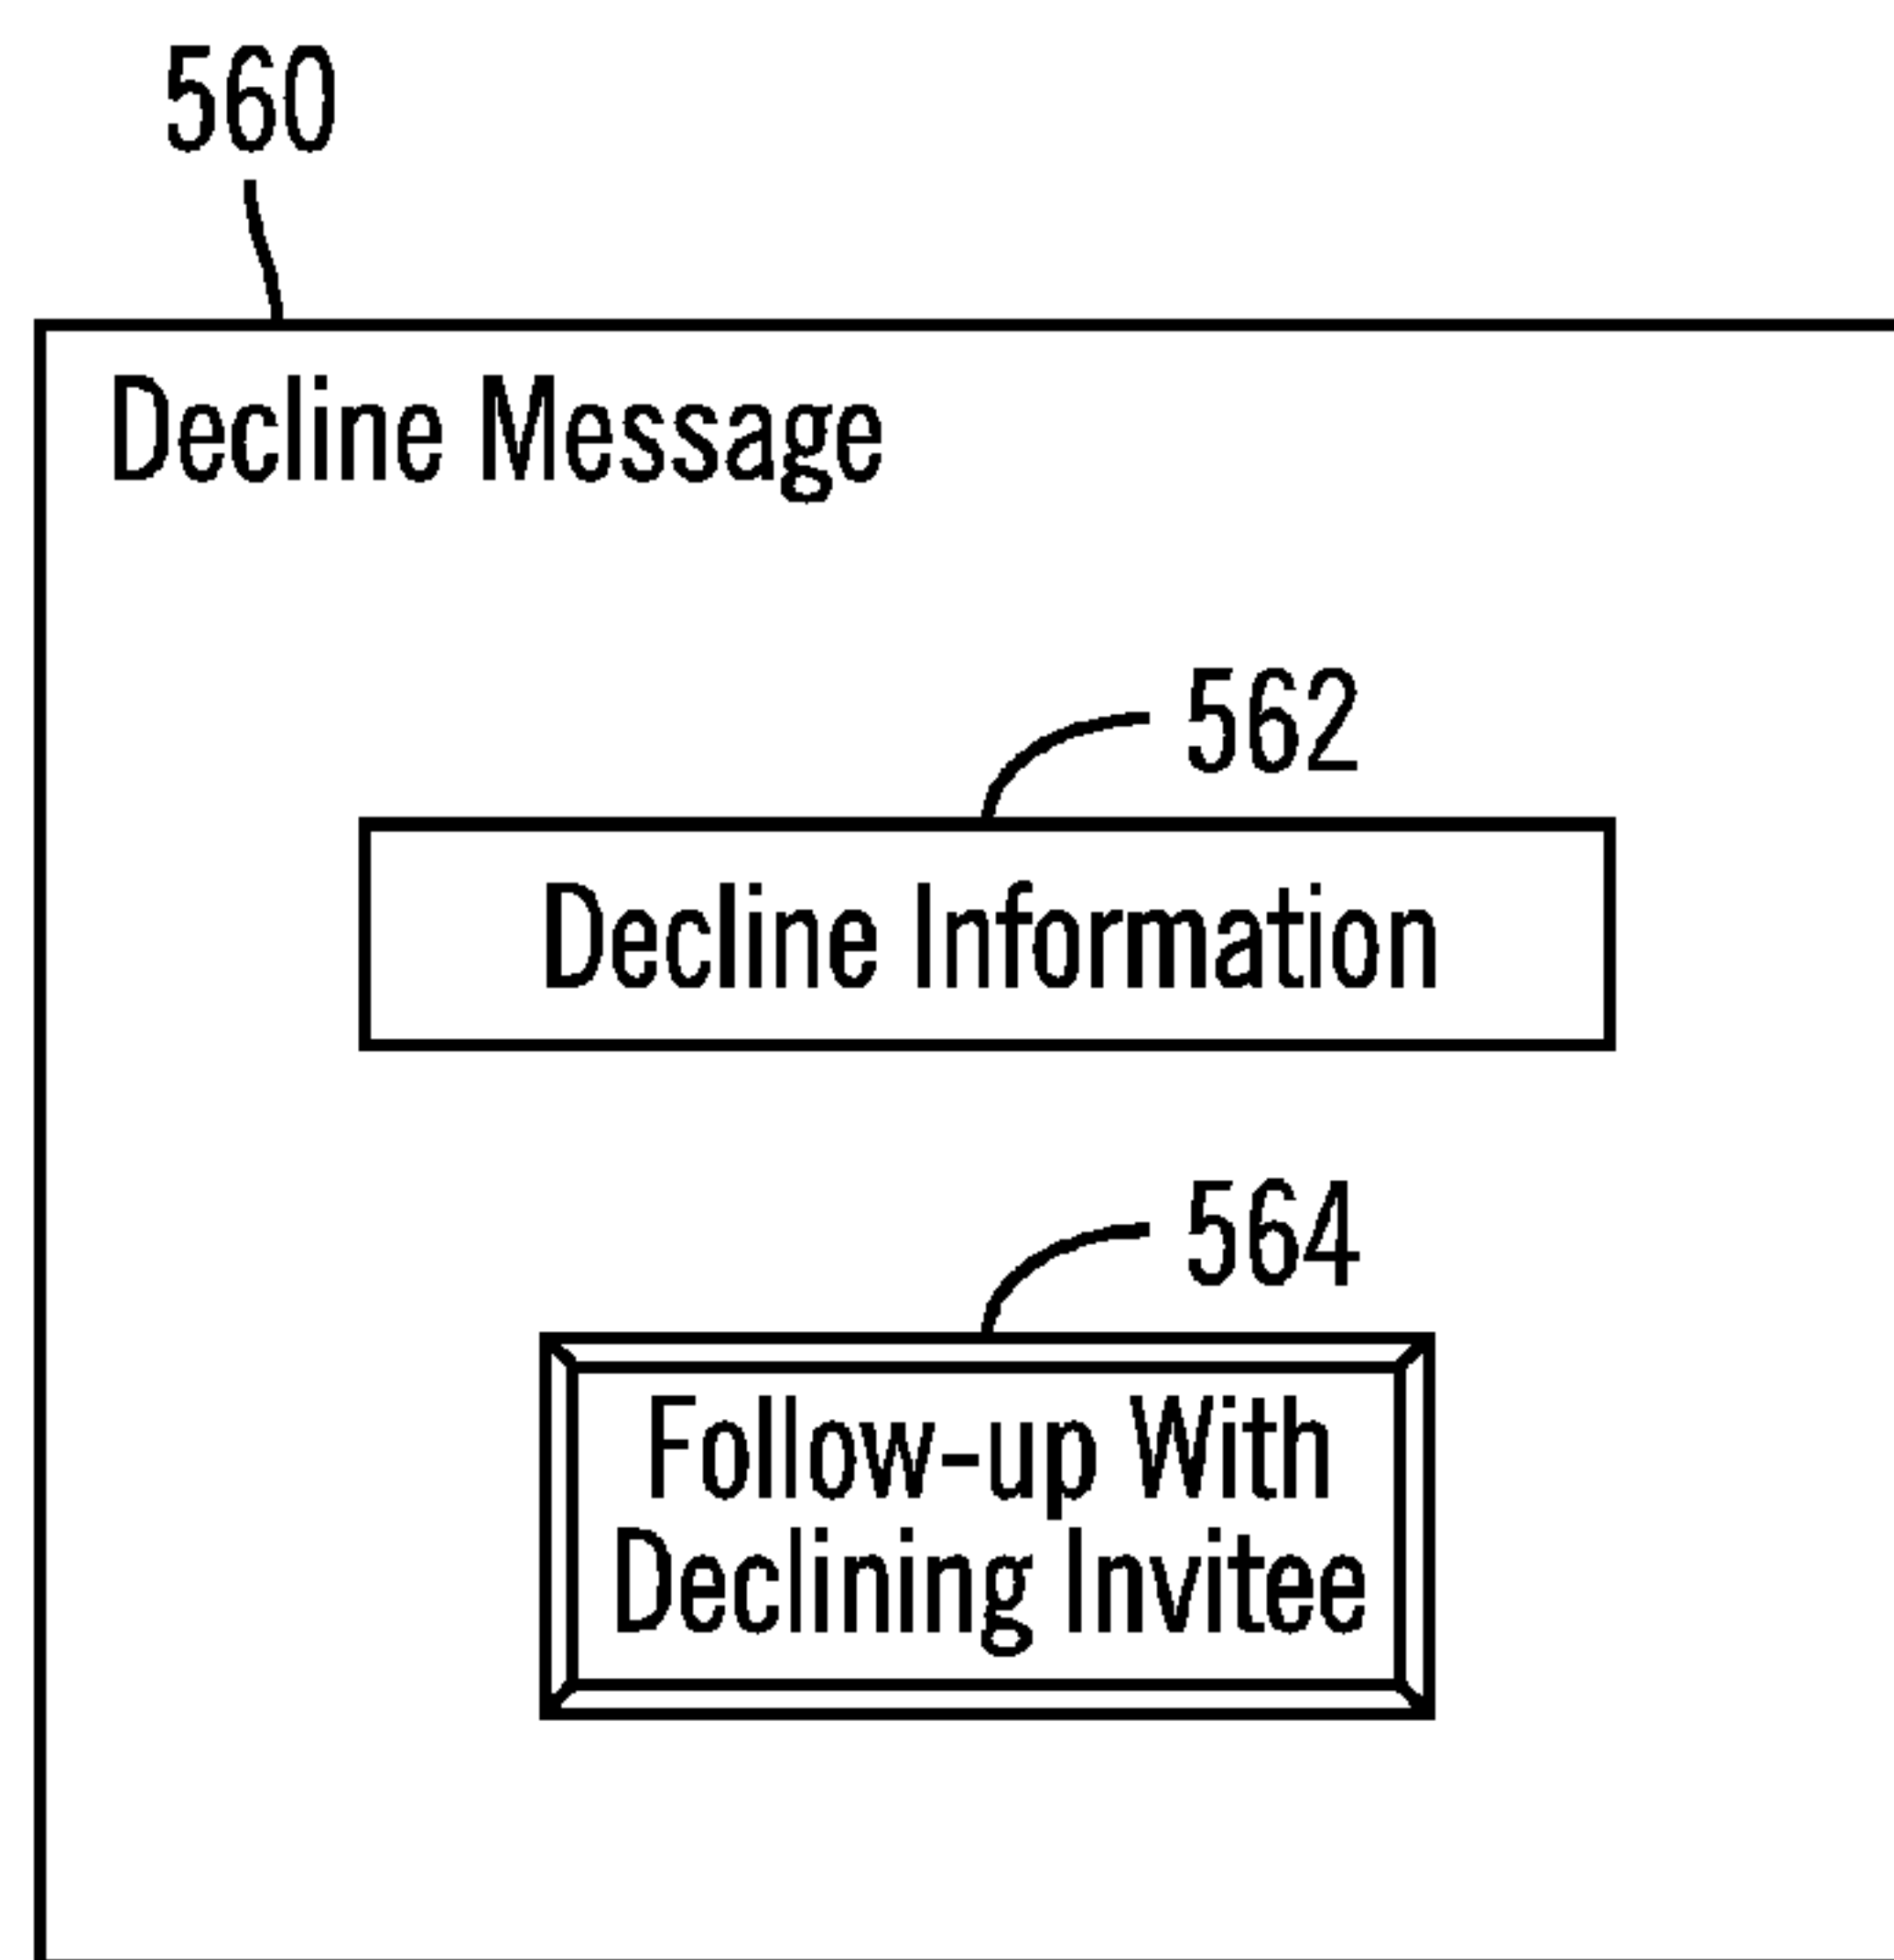 560
Decline Message
562
Decline Information
564
Follow-up With
Declining Invitee